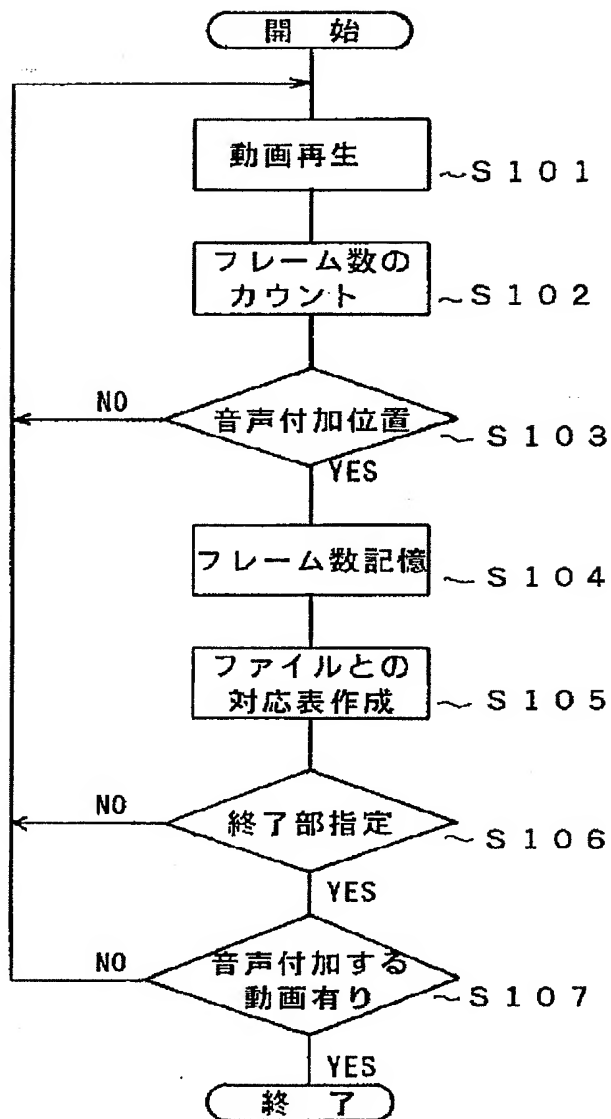 開始
動画再生
~S101
フレーム数の
カウント
~S102
音声付加位置
~S103
NO
YES
フレーム数記憶
~S104
ファイルとの
対応表作成
~S105
終了部指定
~S106
NO
YES
音声付加する
動画有り
~S107
NO
YES
終了